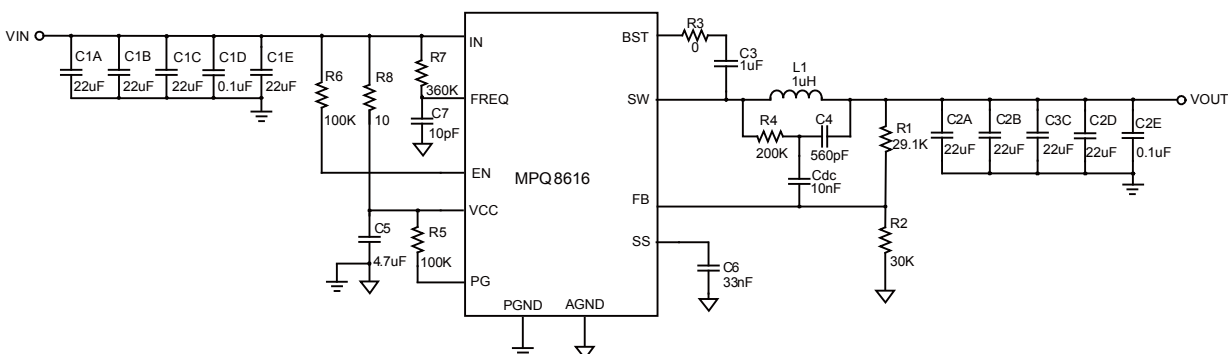 VIN
C1A
22uF
C1B
22uF
C1C
22uF
C1D
0.1uF
C1E
22uF
R6
100K
R8
10
R7
360K
C7
10pF
C5
4.7uF
R5
100K
IN
FREQ
EN
VCC
PG
PGND
AGND
MPQ8616
BST
SW
FB
SS
R3
0
C3
1uF
L1
1uH
R4
200K
C4
560pF
Cdc
10nF
R1
29.1K
R2
30K
C6
33nF
C2A
22uF
C2B
22uF
C3C
22uF
C2D
22uF
C2E
0.1uF
VOUT